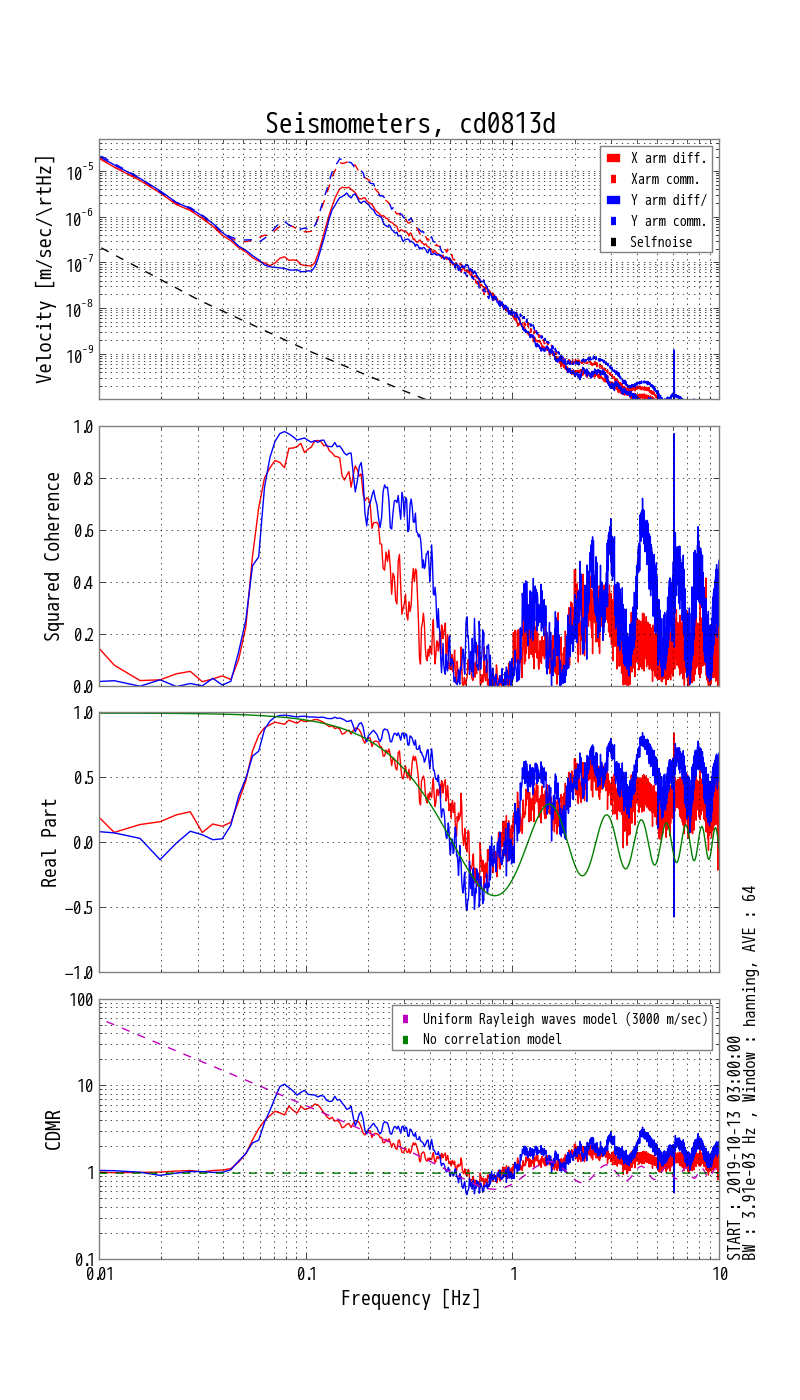 Seismometers, cd0813d
Velocity [m/sec/\rtHz]
10^-5
10^-6
10^-7
10^-8
10^-9
X arm diff.
Xarm comm.
Y arm diff/
Y arm comm.
Selfnoise
Squared Coherence
1.0
0.8
0.6
0.4
0.2
0.0
Real Part
1.0
0.5
0.0
−0.5
−1.0
CDMR
100
10
1
0.1
Uniform Rayleigh waves model (3000 m/sec)
No correlation model
0.01
0.1
1
10
Frequency [Hz]
START : 2019-10-13 03:00:00
BW : 3.91e-03 Hz , Window : hanning, AVE : 64